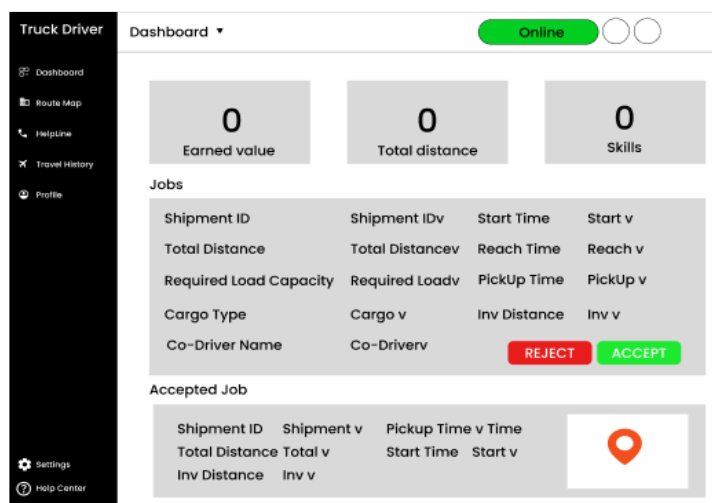 Truck Driver
Dashboard ▼
Online
Dashboard
Route Map
HelpLine
Travel History
Profile
Settings
? Help Center
0
Earned value
0
Total distance
0
Skills
Jobs
Shipment ID Shipment IDv Start Time Start v
Total Distance Total Distancev Reach Time Reach v
Required Load Capacity Required Loadv PickUp Time PickUp v
Cargo Type Cargo v Inv Distance Inv v
Co-Driver Name Co-Driverv REJECT ACCEPT
Accepted Job
Shipment ID Shipment v Pickup Time v Time
Total Distance Total v Start Time Start v
Inv Distance Inv v